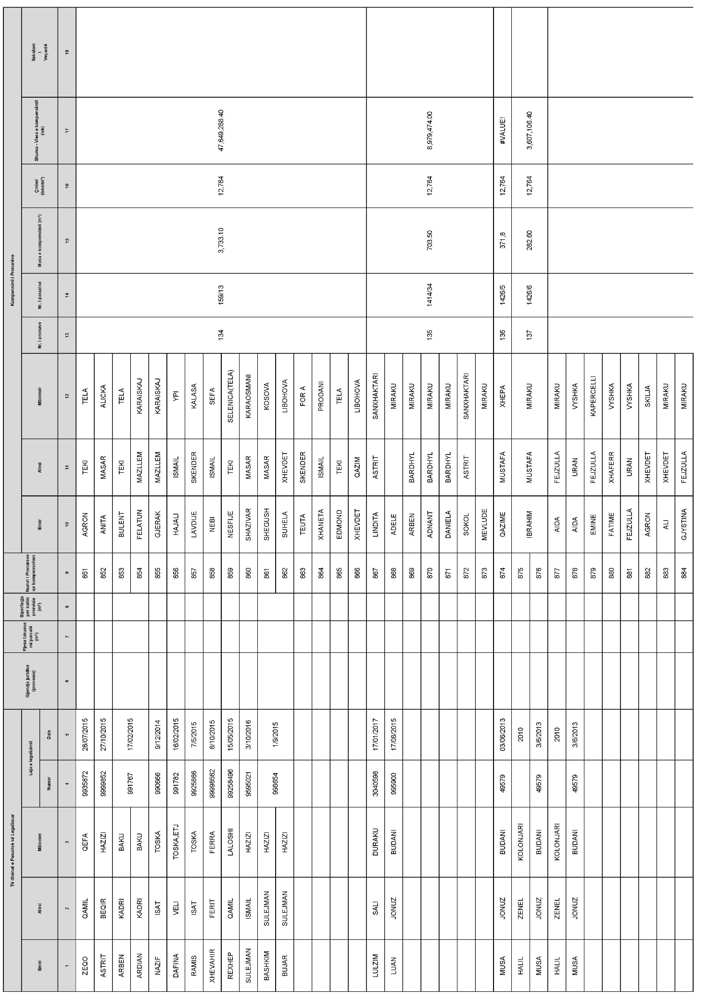 Të dhënat e Pasurisë së Legalizuar Kompensimi i Pronarëve
Emër Atësi Mbiemër Leja e legalizimit Gjendja juridike (pronesia) Pjesa takuese në parcelë (m²) Sipërfaqja për kalim pronësie (m²) Numri i Pronareve qe kompensohen Emër Atësi Mbiemër Nr. i pronave Nr. i pasurisë Masa e kompensimit (m²) Çmimi (leke/m²) Shuma - Vlera e kompensimit (lek) Seksioni i Veçantë
Numer Date
1 2 3 4 5 6 7 8 9 10 11 12 13 14 15 16 17 18
ZEQO QAMIL QEFA 9935872 28/07/2015 851 AGRON TEKI TELA
ASTRIT BEQIR HAZIZI 9999852 27/10/2015 852 ANITA MASAR ALICKA
ARBEN KADRI BAKU 991767 17/02/2015 853 BULENT TEKI TELA
ARDIAN KADRI BAKU 854 FELATUN MAZLLEM KARAISKAJ
NAZIF ISAT TOSKA 990666 9/12/2014 855 GJERAK MAZLLEM KARAISKAJ
DAFINA VELI TOSKA,ETJ 991782 16/02/2015 856 HAJALI ISMAIL YPI
RAMIS ISAT TOSKA 9925866 7/5/2015 857 LAVDIJE SKENDER KALASA
XHEVAHIR FERIT FERRA 99998562 8/10/2015 858 NEBI ISMAIL SEFA
REXHEP QAMIL LALOSHI 99258496 15/05/2015 859 NESFIJE TEKI SELENICA(TELA) 134 159/13 3,733.10 12,764 47,649,288.40
SULEJMAN ISMAIL HAZIZI 9595021 3/10/2016 860 SHAZIVAR MASAR KARAOSMANI
BASHKIM SULEJMAN HAZIZI 998654 1/9/2015 861 SHEGUSH MASAR KOSOVA
BUJAR SULEJMAN HAZIZI 862 SUHELA XHEVDET LIBOHOVA
863 TEUTA SKENDER FOR A
864 XHANETA ISMAIL PRODANI
865 EDMOND TEKI TELA
866 XHEVDET QAZIM LIBOHOVA
LULZIM SALI DURAKU 3040598 17/01/2017 867 LINDITA ASTRIT SANXHAKTARI
LUAN JONUZ BUDANI 995900 17/08/2015 868 ADELE MIRAKU
869 ARBEN BARDHYL MIRAKU
870 ADNANT BARDHYL MIRAKU 135 1414/34 703.50 12,764 8,979,474.00
871 DANIELA BARDHYL MIRAKU
872 SOKOL ASTRIT SANXHAKTARI
873 MEVLUDE MIRAKU
MUSA JONUZ BUDANI 49579 03/06/2013 874 QAZIME MUSTAFA XHEPA 136 1426/5 371,8 12,764 #VALUE!
HALIL ZENEL KOLONJARI 2010 875 IBRAHIM MUSTAFA MIRAKU 137 1426/6 282.60 12,764 3,607,106.40
MUSA JONUZ BUDANI 49579 3/6/2013 876
HALIL ZENEL KOLONJARI 2010 877 AIDA FEJZULLA MIRAKU
MUSA JONUZ BUDANI 49579 3/6/2013 878 AIDA URAN VYSHKA
879 EMINE FEJZULLA KAPERCELLI
880 FATIME XHAFERR VYSHKA
881 FEJZULLA URAN VYSHKA
882 AGRON XHEVDET SKILJA
883 ALI XHEVDET MIRAKU
884 GJYSTINA FEJZULLA MIRAKU